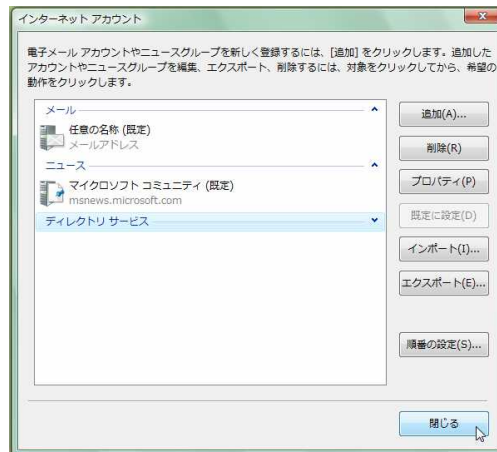 インターネット アカウント
電子メール アカウントやニュースグループを新しく登録するには、[追加] をクリックします。追加した
アカウントやニュースグループを編集、エクスポート、削除するには、対象をクリックしてから、希望の
動作をクリックします。
メール
任意の名称 (既定)
メールアドレス
ニュース
マイクロソフト コミュニティ (既定)
msnews.microsoft.com
ディレクトリ サービス
追加(A)...
削除(R)
プロパティ(P)
既定に設定(D)
インポート(I)...
エクスポート(E)...
順番の設定(S)...
閉じる